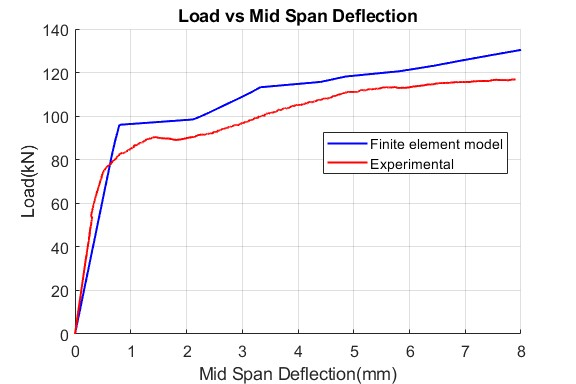 Load vs Mid Span Deflection
140
120
100
80
60
40
20
0
Load(kN)
Finite element model
Experimental
0 1 2 3 4 5 6 7 8
Mid Span Deflection(mm)